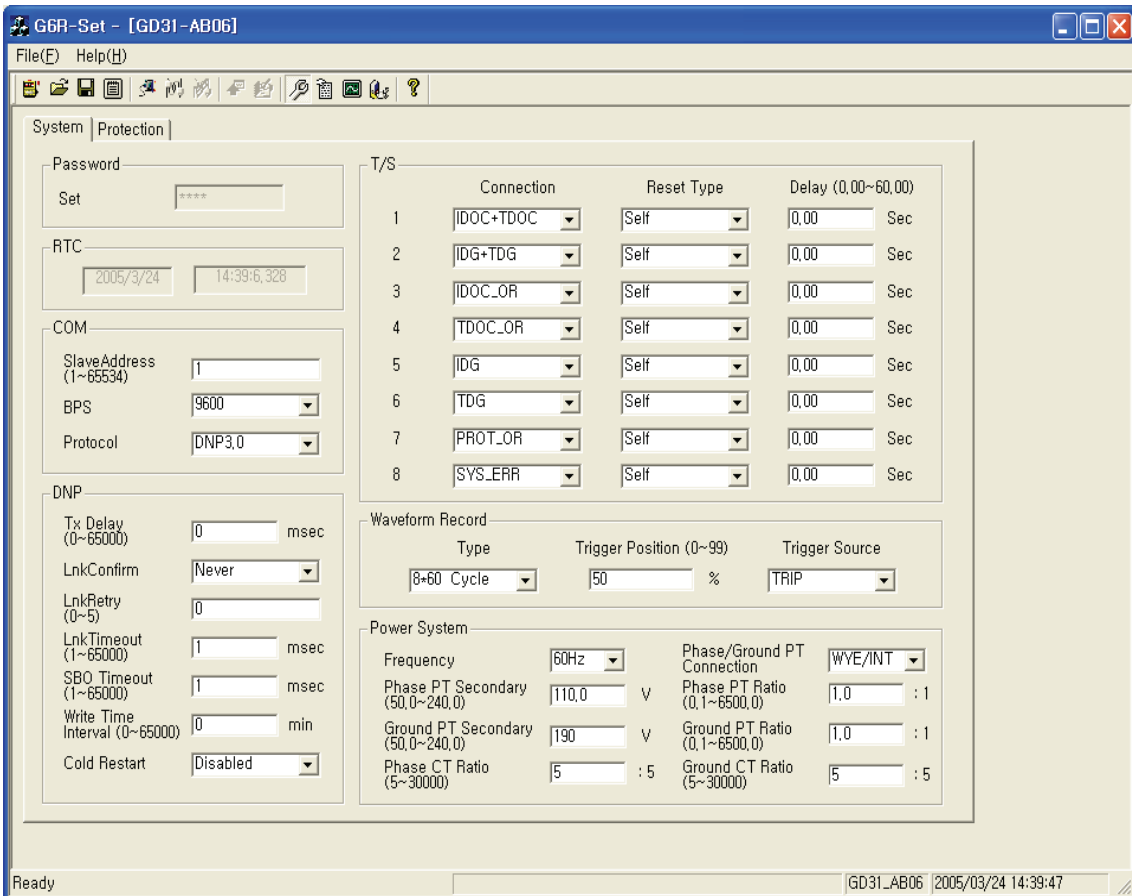 G6R-Set - [GD31-AB06]
File(F) Help(H)
System Protection
Password
Set ****
RTC
2005/3/24 14:39:6,328
COM
SlaveAddress
(1~65534) 1
BPS 9600
Protocol DNP3,0
DNP
Tx Delay
(0~65000) 0 msec
LnkConfirm Never
LnkRetry
(0~5) 0
LnkTimeout
(1~65000) 1 msec
SBO Timeout
(1~65000) 1 msec
Write Time
Interval (0~65000) 0 min
Cold Restart Disabled
T/S
Connection Reset Type Delay (0,00~60,00)
1 IDOC+TDOC Self 0,00 Sec
2 IDG+TDG Self 0,00 Sec
3 IDOC_OR Self 0,00 Sec
4 TDOC_OR Self 0,00 Sec
5 IDG Self 0,00 Sec
6 TDG Self 0,00 Sec
7 PROT_OR Self 0,00 Sec
8 SYS_ERR Self 0,00 Sec
Waveform Record
Type Trigger Position (0~99) Trigger Source
8*60 Cycle 50 % TRIP
Power System
Frequency 60Hz
Phase/Ground PT
Connection WYE/INT
Phase PT Secondary
(50,0~240,0) 110,0 V
Phase PT Ratio
(0,1~6500,0) 1,0 : 1
Ground PT Secondary
(50,0~240,0) 190 V
Ground PT Ratio
(0,1~6500,0) 1,0 : 1
Phase CT Ratio
(5~30000) 5 : 5
Ground CT Ratio
(5~30000) 5 : 5
Ready GD31_AB06 2005/03/24 14:39:47